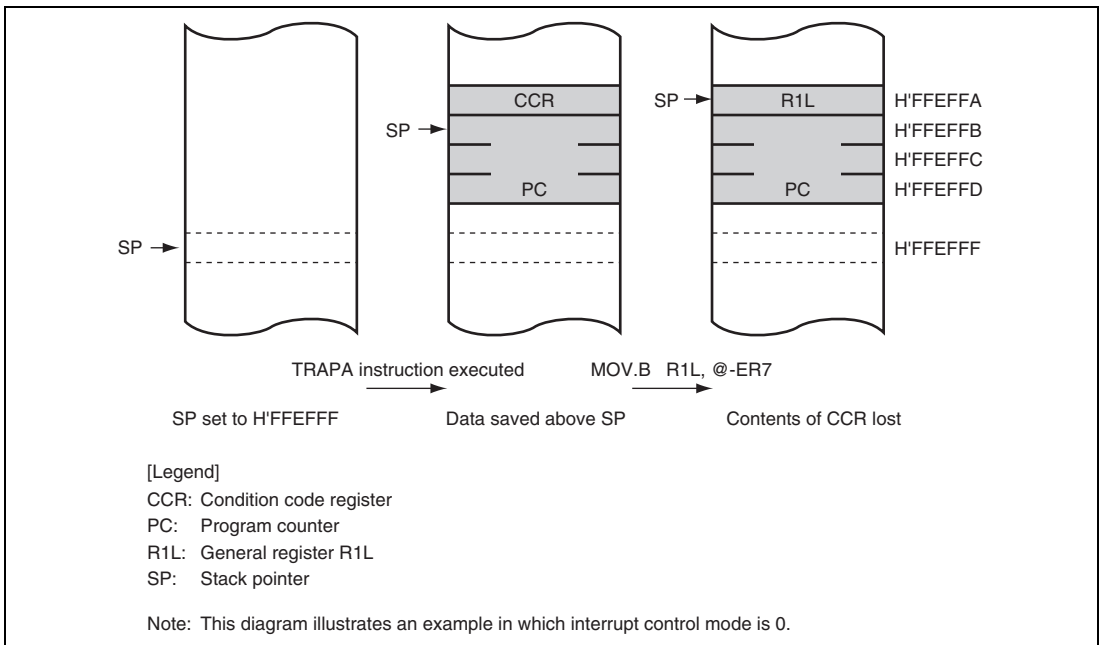 CCR
SP
R1L
H'FFEFFA
SP
H'FFEFFB
H'FFEFFC
PC
PC
H'FFEFFD
SP
H'FFEFFF
TRAPA instruction executed
MOV.B R1L, @-ER7
SP set to H'FFEFFF
Data saved above SP
Contents of CCR lost
[Legend]
CCR: Condition code register
PC: Program counter
R1L: General register R1L
SP: Stack pointer
Note: This diagram illustrates an example in which interrupt control mode is 0.